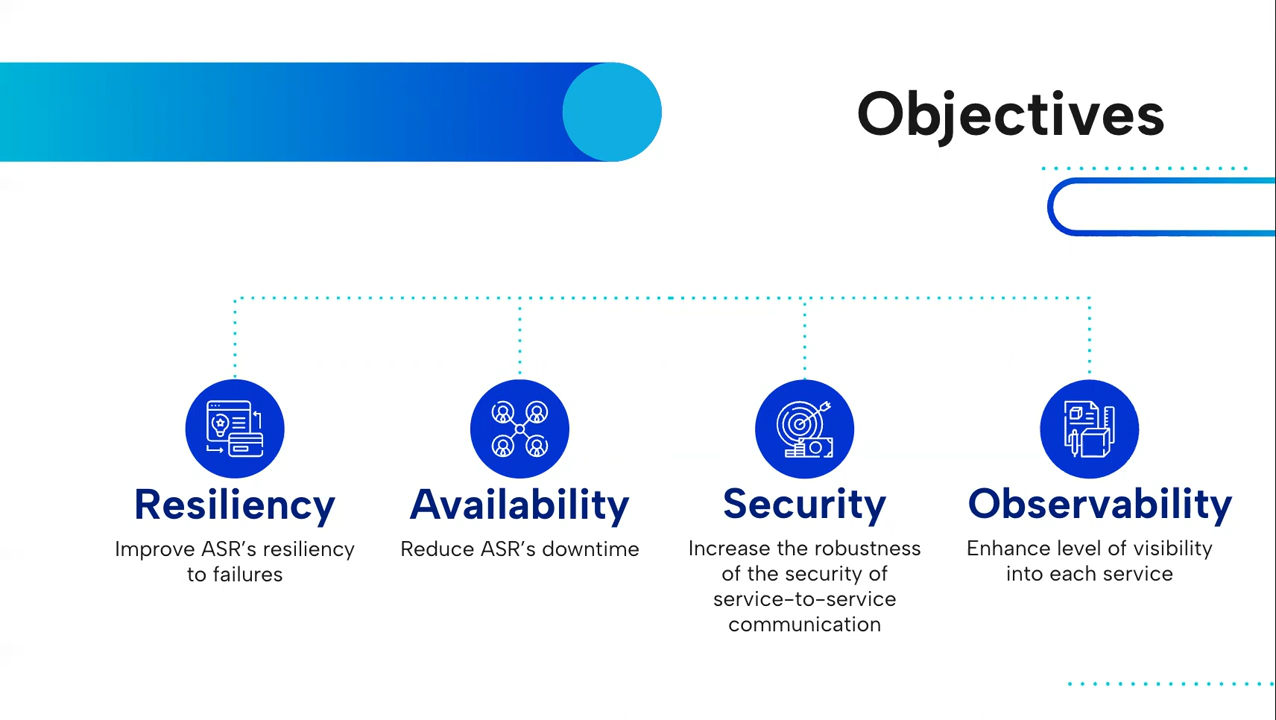 Objectives
Resiliency
Improve ASR’s resiliency
to failures
Availability
Reduce ASR’s downtime
Security
Increase the robustness
of the security of
service-to-service
communication
Observability
Enhance level of visibility
into each service